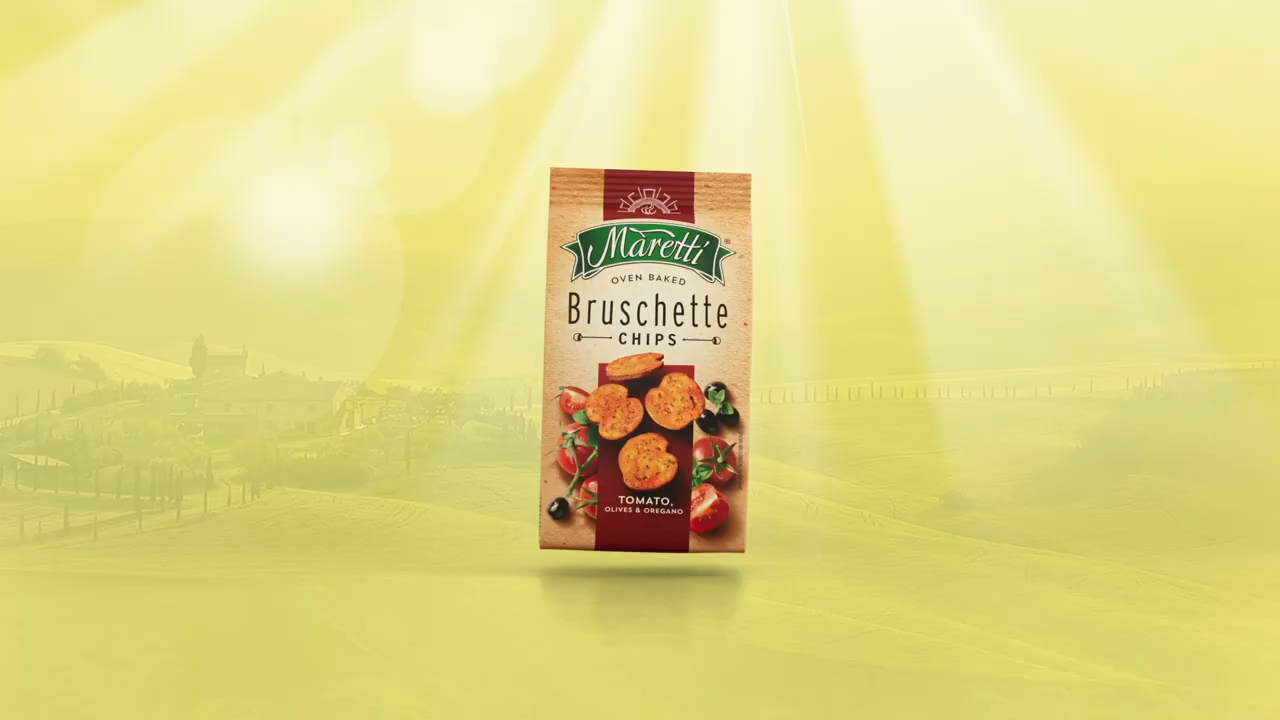 Maretti
OVEN BAKED
Bruschette
CHIPS
TOMATO,
OLIVES & OREGANO